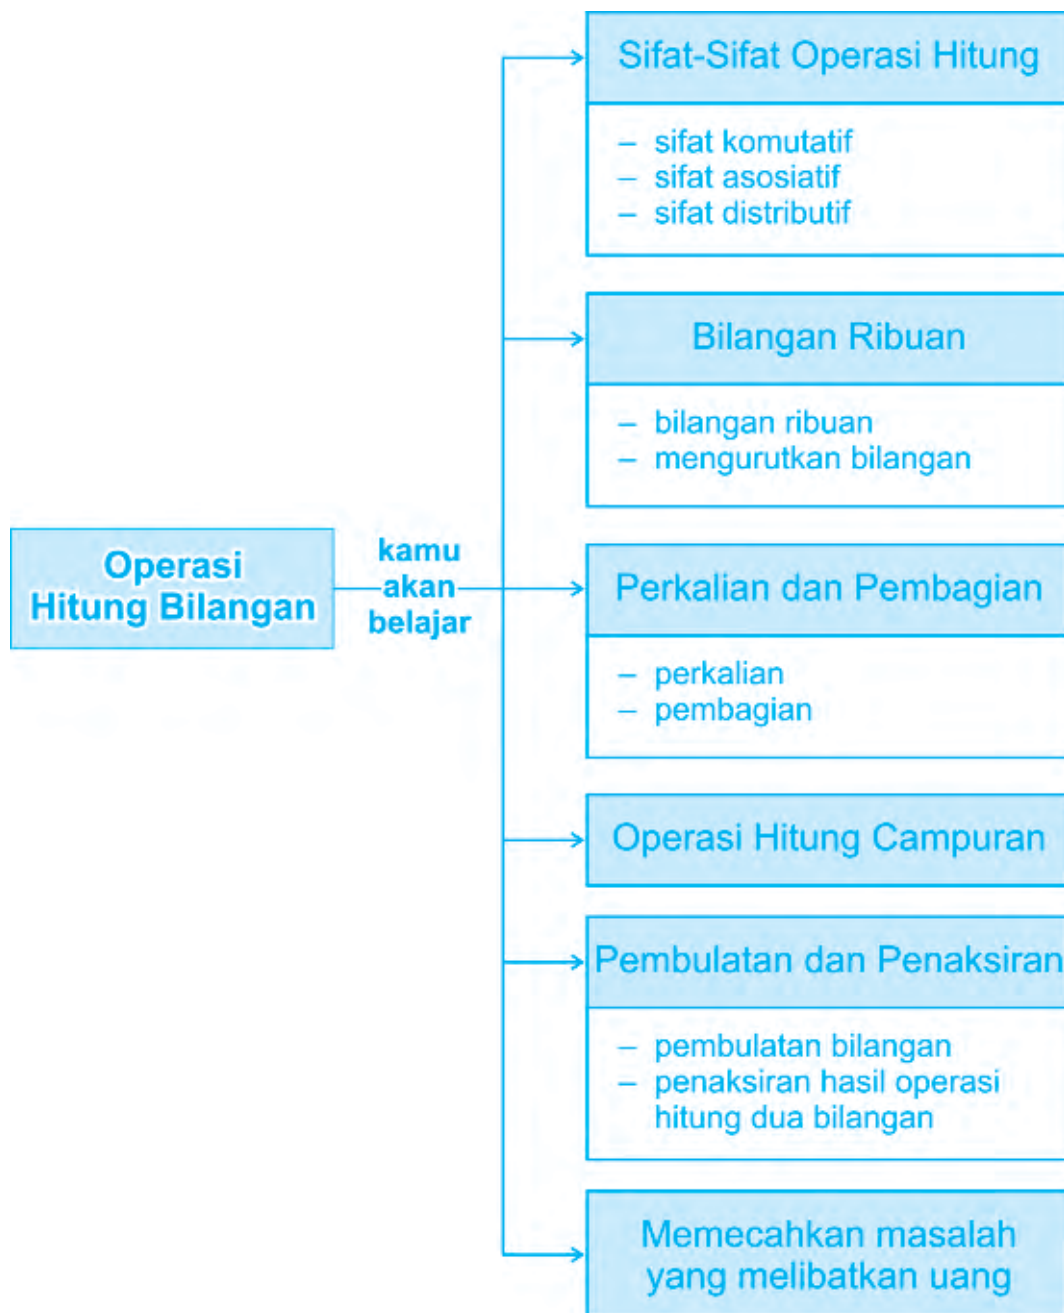 Operasi
Hitung Bilangan
kamu
akan
belajar
Sifat-Sifat Operasi Hitung
– sifat komutatif
– sifat asosiatif
– sifat distributif
Bilangan Ribuan
– bilangan ribuan
– mengurutkan bilangan
Perkalian dan Pembagian
– perkalian
– pembagian
Operasi Hitung Campuran
Pembulatan dan Penaksiran
– pembulatan bilangan
– penaksiran hasil operasi
hitung dua bilangan
Memecahkan masalah
yang melibatkan uang